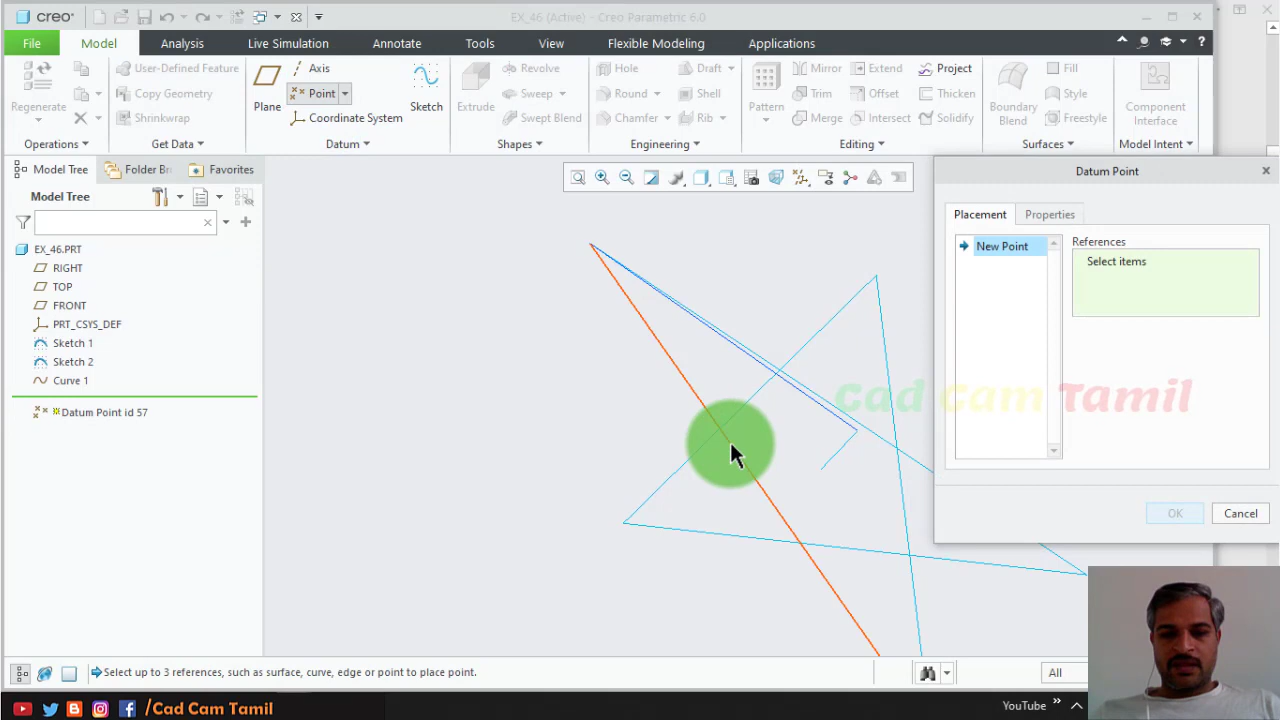 creo
EX_46 (Active) - Creo Parametric 6.0
File Model Analysis Live Simulation Annotate Tools View Flexible Modeling Applications
Regenerate
User-Defined Feature
Copy Geometry
Shrinkwrap
Plane
Axis
Point
Coordinate System
Sketch
Extrude
Revolve
Sweep
Swept Blend
Hole
Round
Chamfer
Draft
Shell
Rib
Pattern
Mirror
Trim
Merge
Extend
Offset
Intersect
Project
Thicken
Solidify
Boundary
Blend
Fill
Style
Freestyle
Component
Interface
Operations Get Data Datum Shapes Engineering Editing Surfaces Model Intent
Model Tree Folder Br Favorites
Model Tree
EX_46.PRT
RIGHT
TOP
FRONT
PRT_CSYS_DEF
Sketch 1
Sketch 2
Curve 1
Datum Point id 57
Datum Point
Placement Properties
New Point
References
Select items
OK Cancel
Cad Cam Tamil
Select up to 3 references, such as surface, curve, edge or point to place point.
All
/Cad Cam Tamil
YouTube